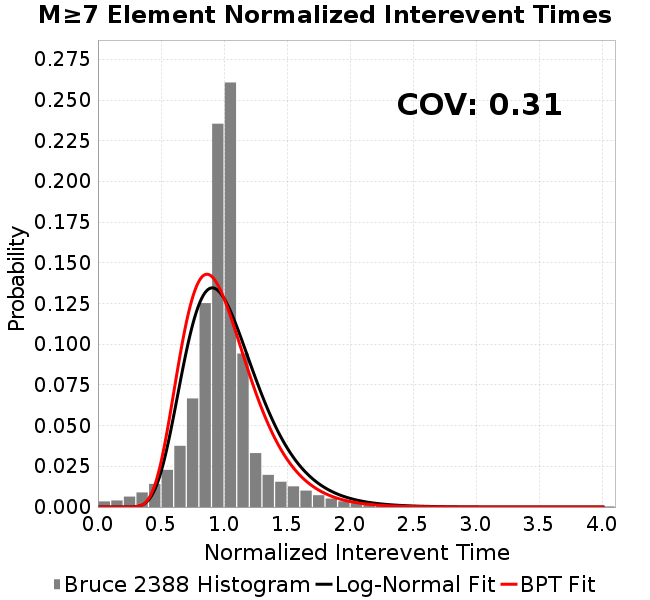 M≥7 Element Normalized Interevent Times
COV: 0.31
Probability
0.275
0.250
0.225
0.200
0.175
0.150
0.125
0.100
0.075
0.050
0.025
0.000
0.0 0.5 1.0 1.5 2.0 2.5 3.0 3.5 4.0
Normalized Interevent Time
Bruce 2388 Histogram Log-Normal Fit BPT Fit